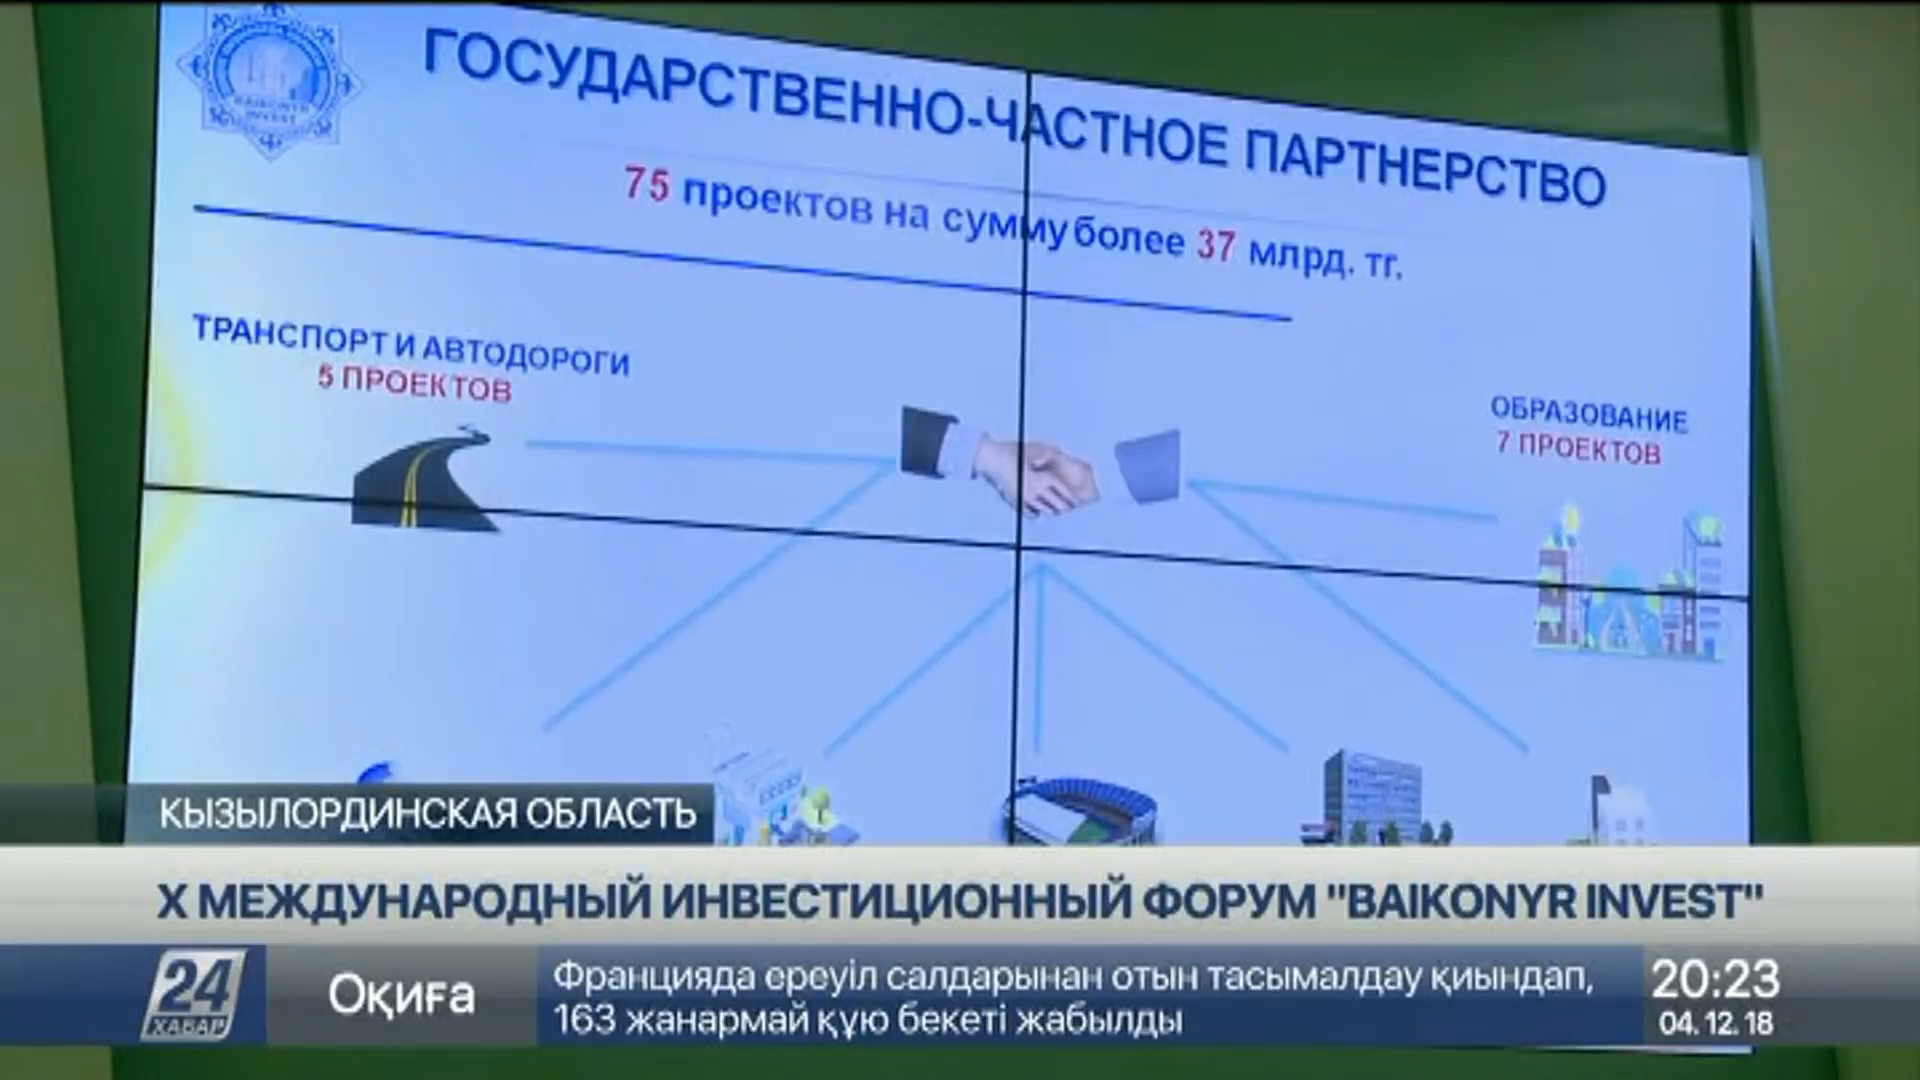 BAIKONYR
INVEST
ГОСУДАРСТВЕННО-ЧАСТНОЕ ПАРТНЕРСТВО
75 проектов на сумму более 37 млрд. тг.
ТРАНСПОРТ И АВТОДОРОГИ
5 ПРОЕКТОВ
ОБРАЗОВАНИЕ
7 ПРОЕКТОВ
КЫЗЫЛОРДИНСКАЯ ОБЛАСТЬ
X МЕЖДУНАРОДНЫЙ ИНВЕСТИЦИОННЫЙ ФОРУМ "BAIKONYR INVEST"
24
ХАБАР
Оқиға
Францияда ереуіл салдарынан отын тасымалдау қиындап,
163 жанармай құю бекеті жабылды
20:23
04.12.18